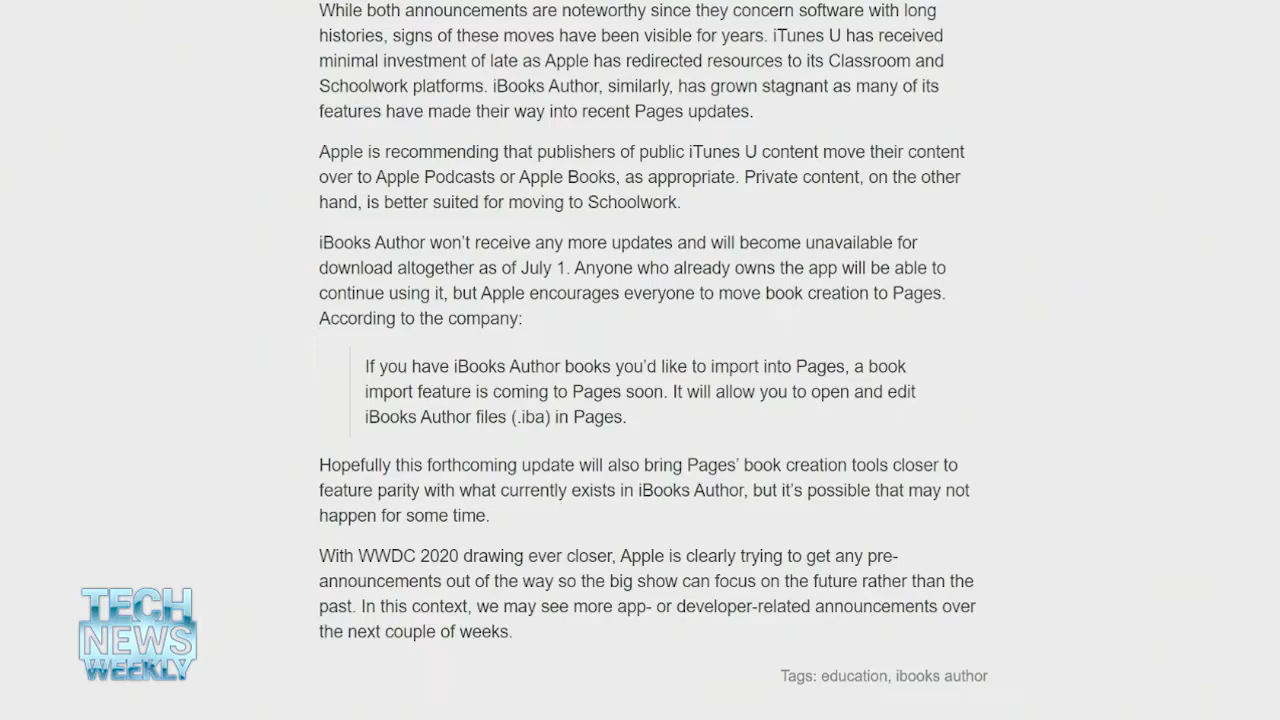 While both announcements are noteworthy since they concern software with long
histories, signs of these moves have been visible for years. iTunes U has received
minimal investment of late as Apple has redirected resources to its Classroom and
Schoolwork platforms. iBooks Author, similarly, has grown stagnant as many of its
features have made their way into recent Pages updates.
Apple is recommending that publishers of public iTunes U content move their content
over to Apple Podcasts or Apple Books, as appropriate. Private content, on the other
hand, is better suited for moving to Schoolwork.
iBooks Author won’t receive any more updates and will become unavailable for
download altogether as of July 1. Anyone who already owns the app will be able to
continue using it, but Apple encourages everyone to move book creation to Pages.
According to the company:
If you have iBooks Author books you’d like to import into Pages, a book
import feature is coming to Pages soon. It will allow you to open and edit
iBooks Author files (.iba) in Pages.
Hopefully this forthcoming update will also bring Pages’ book creation tools closer to
feature parity with what currently exists in iBooks Author, but it’s possible that may not
happen for some time.
With WWDC 2020 drawing ever closer, Apple is clearly trying to get any pre-
announcements out of the way so the big show can focus on the future rather than the
past. In this context, we may see more app- or developer-related announcements over
the next couple of weeks.
Tags: education, ibooks author
TECH
NEWS
WEEKLY